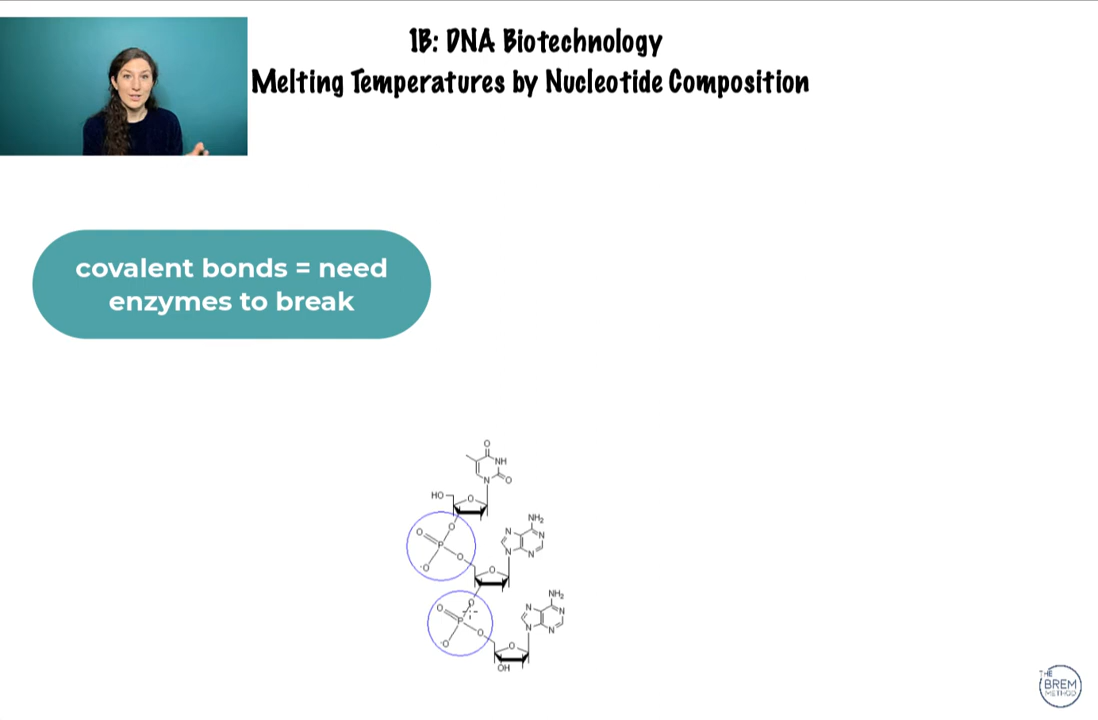 1B: DNA Biotechnology
Melting Temperatures by Nucleotide Composition
covalent bonds = need
enzymes to break
O
NH
N
O
HO
O
O
O
P
O
-O
NH2
N
N
N
N
O
O
O
P
O
-O
NH2
N
N
N
N
O
OH
THE
BREM
METHOD